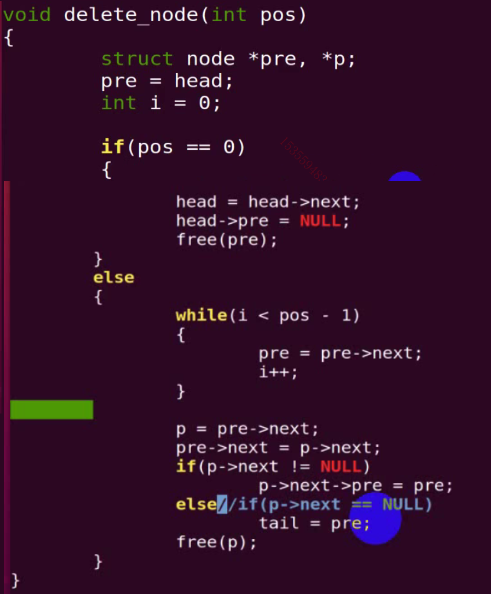 void delete_node(int pos)
{
        struct node *pre, *p;
        pre = head;
        int i = 0;

        if(pos == 0)
        {
                head = head->next;
                head->pre = NULL;
                free(pre);
        }
        else
        {
                while(i < pos - 1)
                {
                        pre = pre->next;
                        i++;
                }

                p = pre->next;
                pre->next = p->next;
                if(p->next != NULL)
                        p->next->pre = pre;
                else//if(p->next == NULL)
                        tail = pre;
                free(p);
        }
}